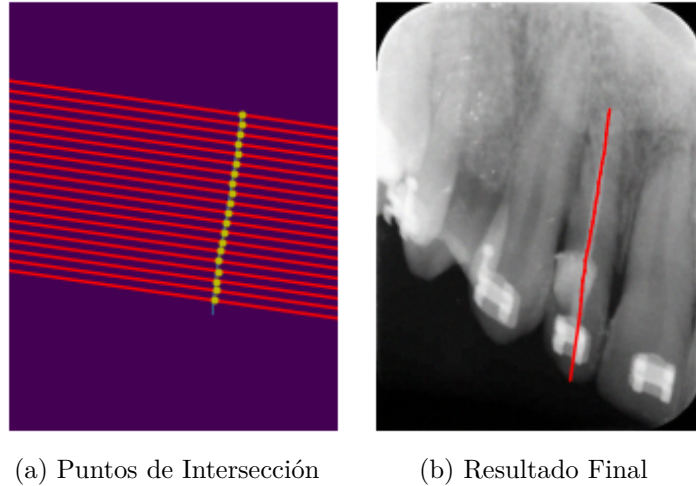 (a) Puntos de Intersección
(b) Resultado Final